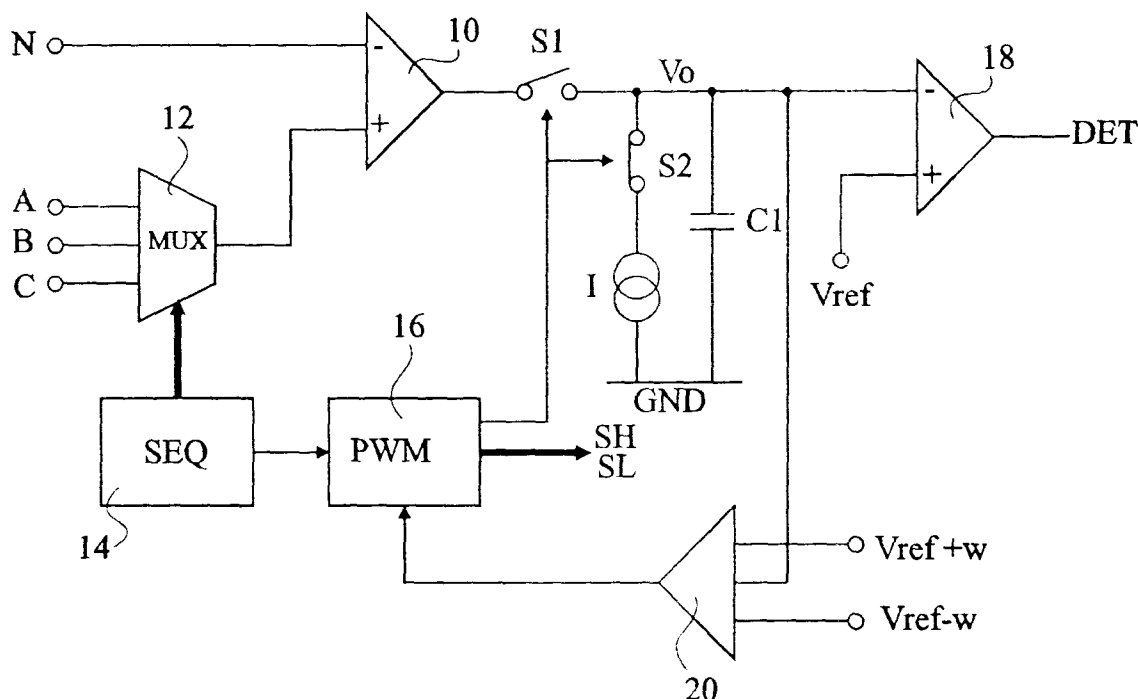 N
-
10
S1
Vo
18
-
+
12
DET
S2
+
A
MUX
C1
B
I
C
Vref
16
GND
SEQ
PWM
SH
SL
14
Vref+w
Vref-w
20